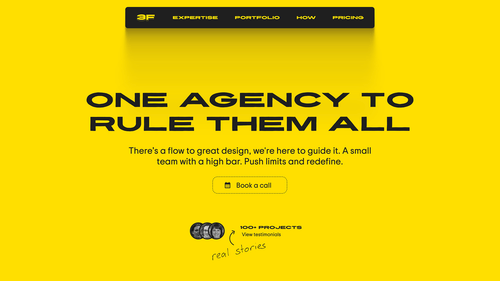 3F
EXPERTISE
PORTFOLIO
HOW
PRICING
ONE AGENCY TO
RULE THEM ALL
There's a flow to great design, we're here to guide it. A small
team with a high bar. Push limits and redefine.
Book a call
100+ PROJECTS
View testimonials
real stories